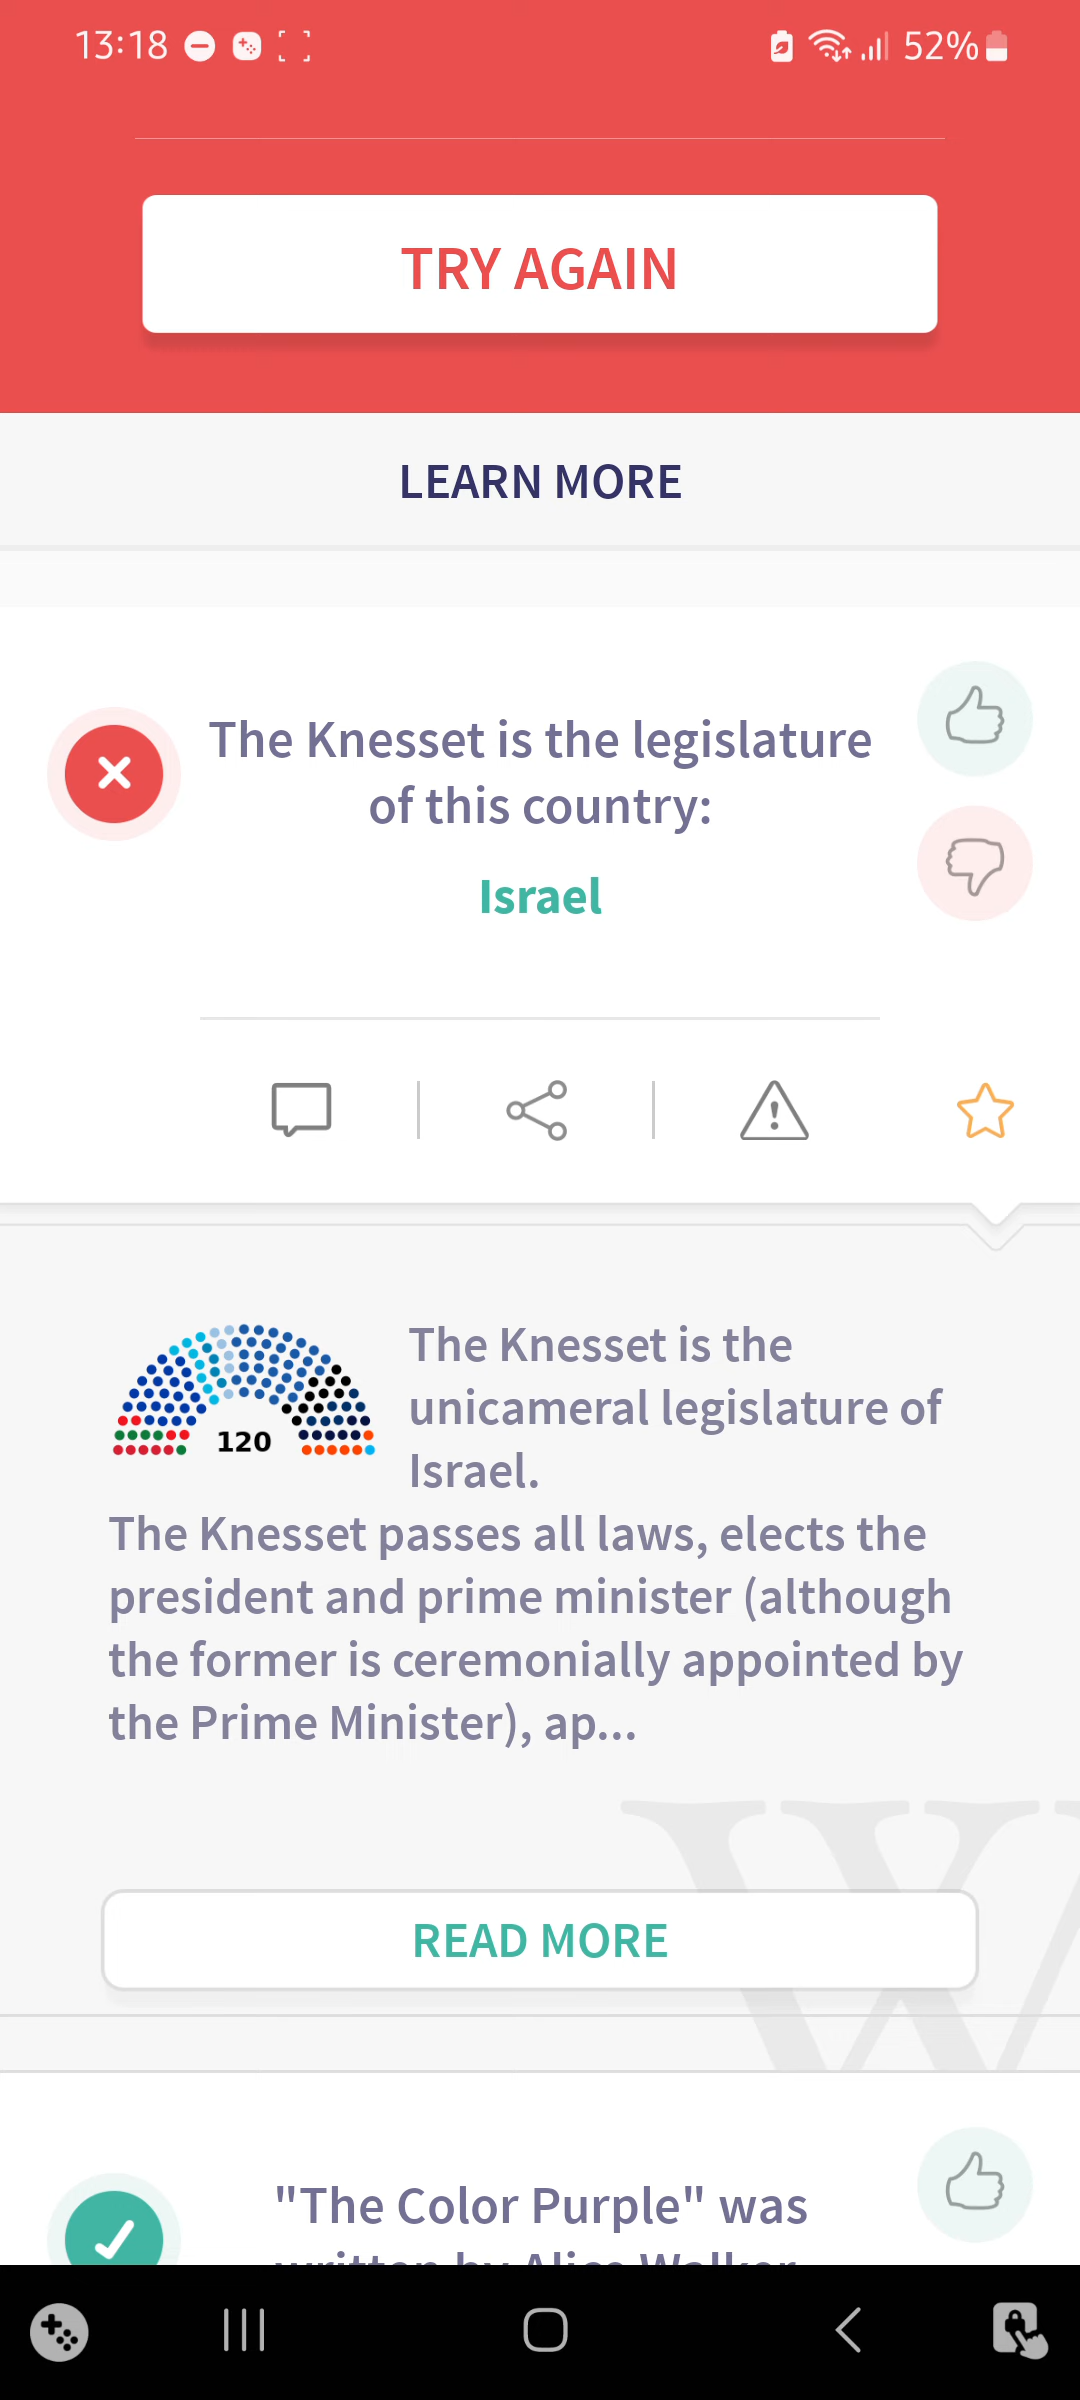 13:18
52%
TRY AGAIN
LEARN MORE
The Knesset is the legislature
of this country:
Israel
120
The Knesset is the
unicameral legislature of
Israel.
The Knesset passes all laws, elects the
president and prime minister (although
the former is ceremonially appointed by
the Prime Minister), ap...
W
READ MORE
"The Color Purple" was
written by Alice Walker